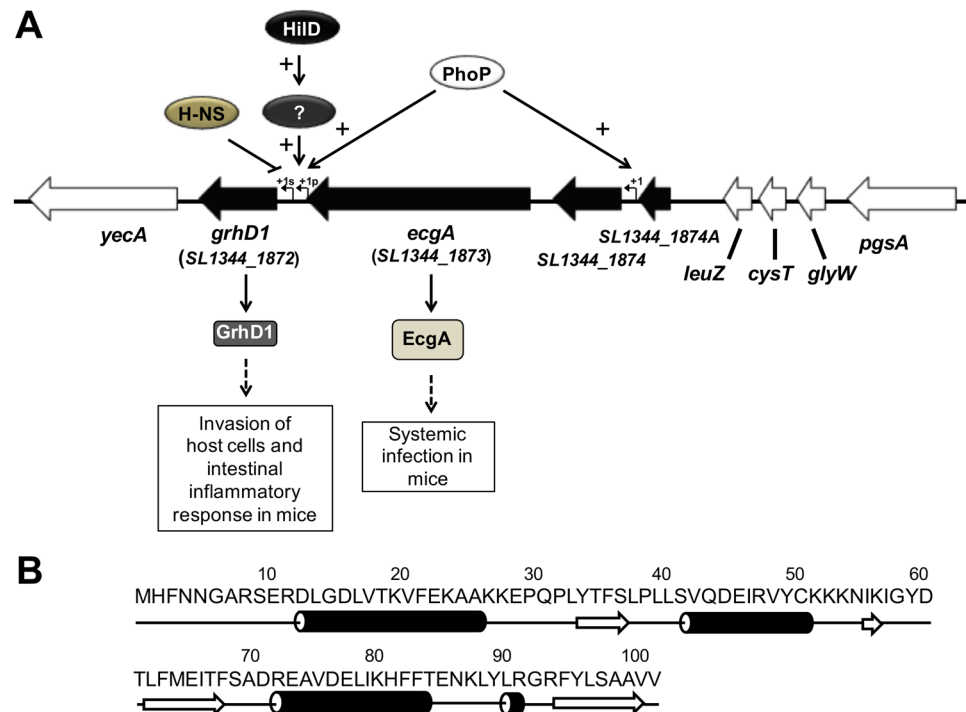 A
HilD
+
PhoP
H-NS
?
+
+
+
+1s
+1p
+1
yecA
grhD1
(SL1344_1872)
ecgA
(SL1344_1873)
SL1344_1874A
SL1344_1874
leuZ
cysT
glyW
pgsA
GrhD1
EcgA
Invasion of
host cells and
intestinal
inflammatory
response in mice
Systemic
infection in
mice
B
10 20 30 40 50 60
MHFNNGARSERDLGDLVTKVFEKAAKKEPQPLYTFSLPLLSVQDEIRVYCKKKNIKIGYD
70 80 90 100
TLFMEITFSADREAVDELIKHFFTENKLYLRGRFYLSAAVV